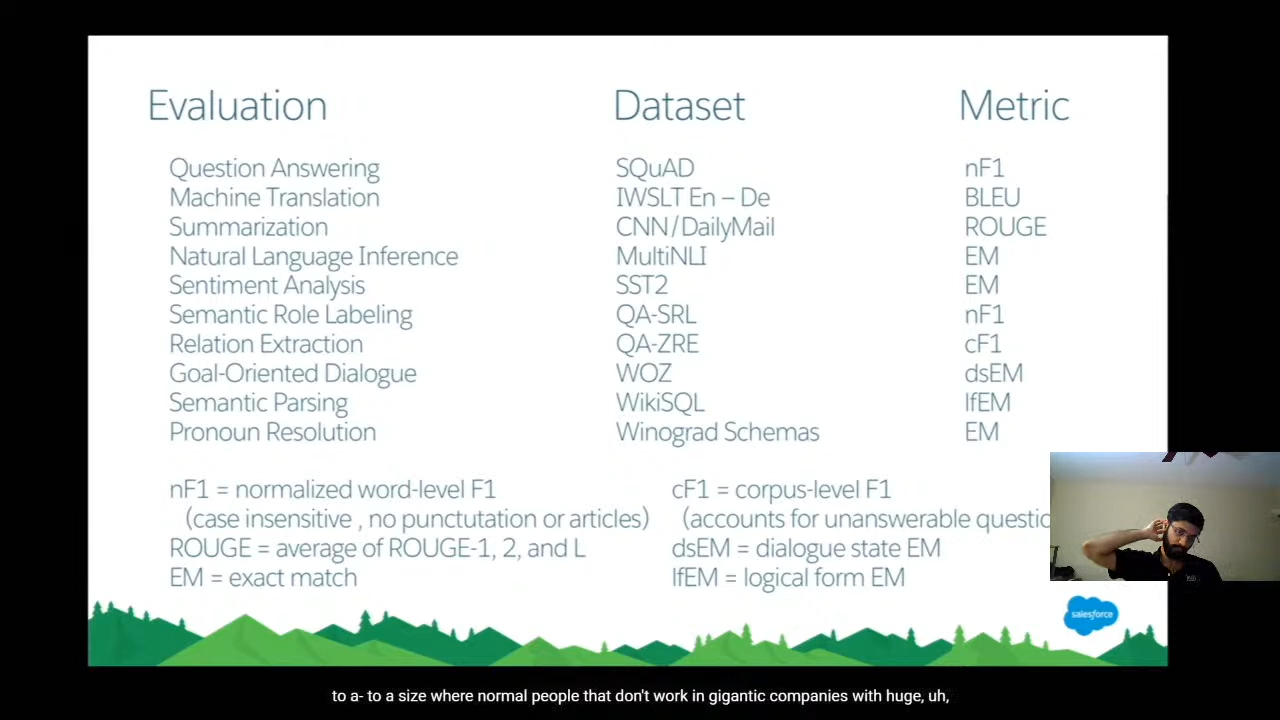 Evaluation Dataset Metric
Question Answering SQuAD nF1
Machine Translation IWSLT En – De BLEU
Summarization CNN/DailyMail ROUGE
Natural Language Inference MultiNLI EM
Sentiment Analysis SST2 EM
Semantic Role Labeling QA-SRL nF1
Relation Extraction QA-ZRE cF1
Goal-Oriented Dialogue WOZ dsEM
Semantic Parsing WikiSQL lfEM
Pronoun Resolution Winograd Schemas EM
nF1 = normalized word-level F1 cF1 = corpus-level F1
(case insensitive , no punctutation or articles) (accounts for unanswerable questio
ROUGE = average of ROUGE-1, 2, and L dsEM = dialogue state EM
EM = exact match lfEM = logical form EM
salesforce
to a- to a size where normal people that don't work in gigantic companies with huge, uh,